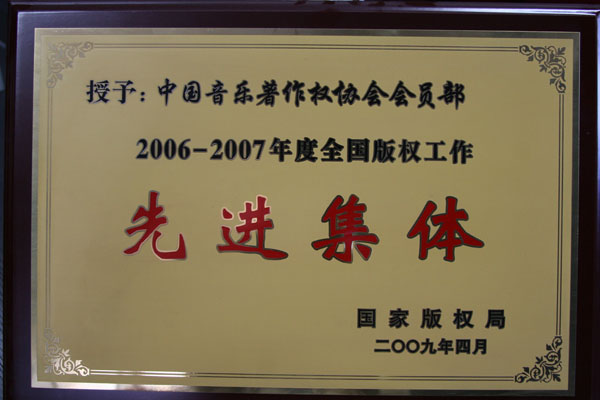 授予：中国音乐著作权协会会员部
2006-2007年度全国版权工作
先进集体
国家版权局
二〇〇九年四月